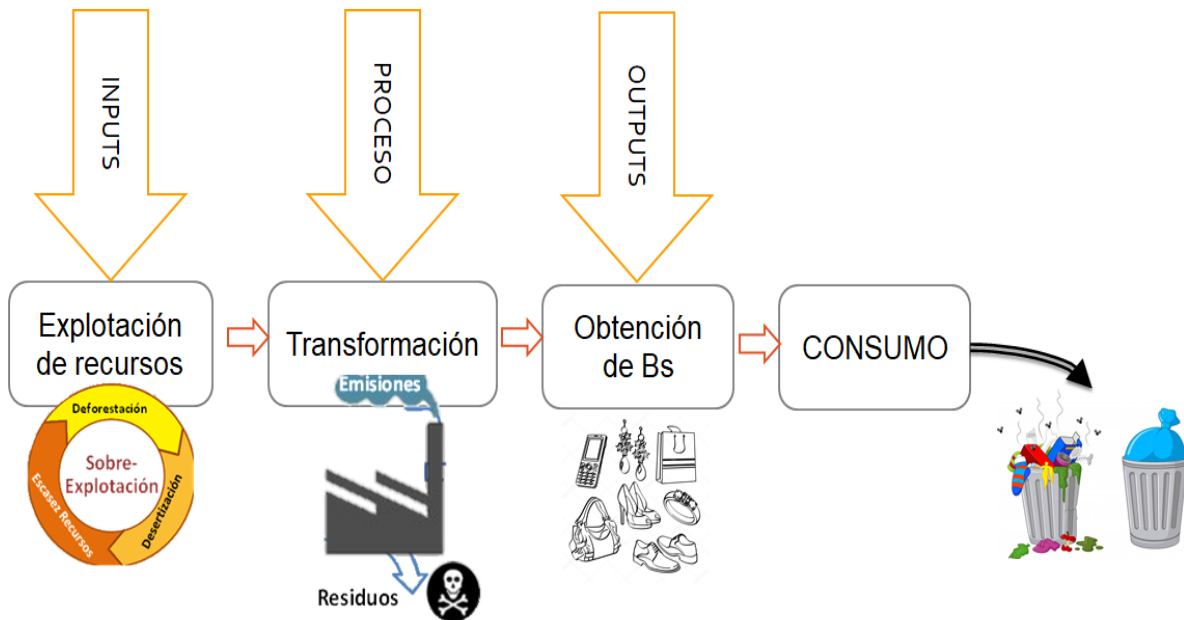 INPUTS
PROCESO
OUTPUTS
Explotación
de recursos
Transformación
Obtención
de Bs
CONSUMO
Deforestación
Sobre-
Explotación
Escasez Recursos
Desertización
Emisiones
Residuos